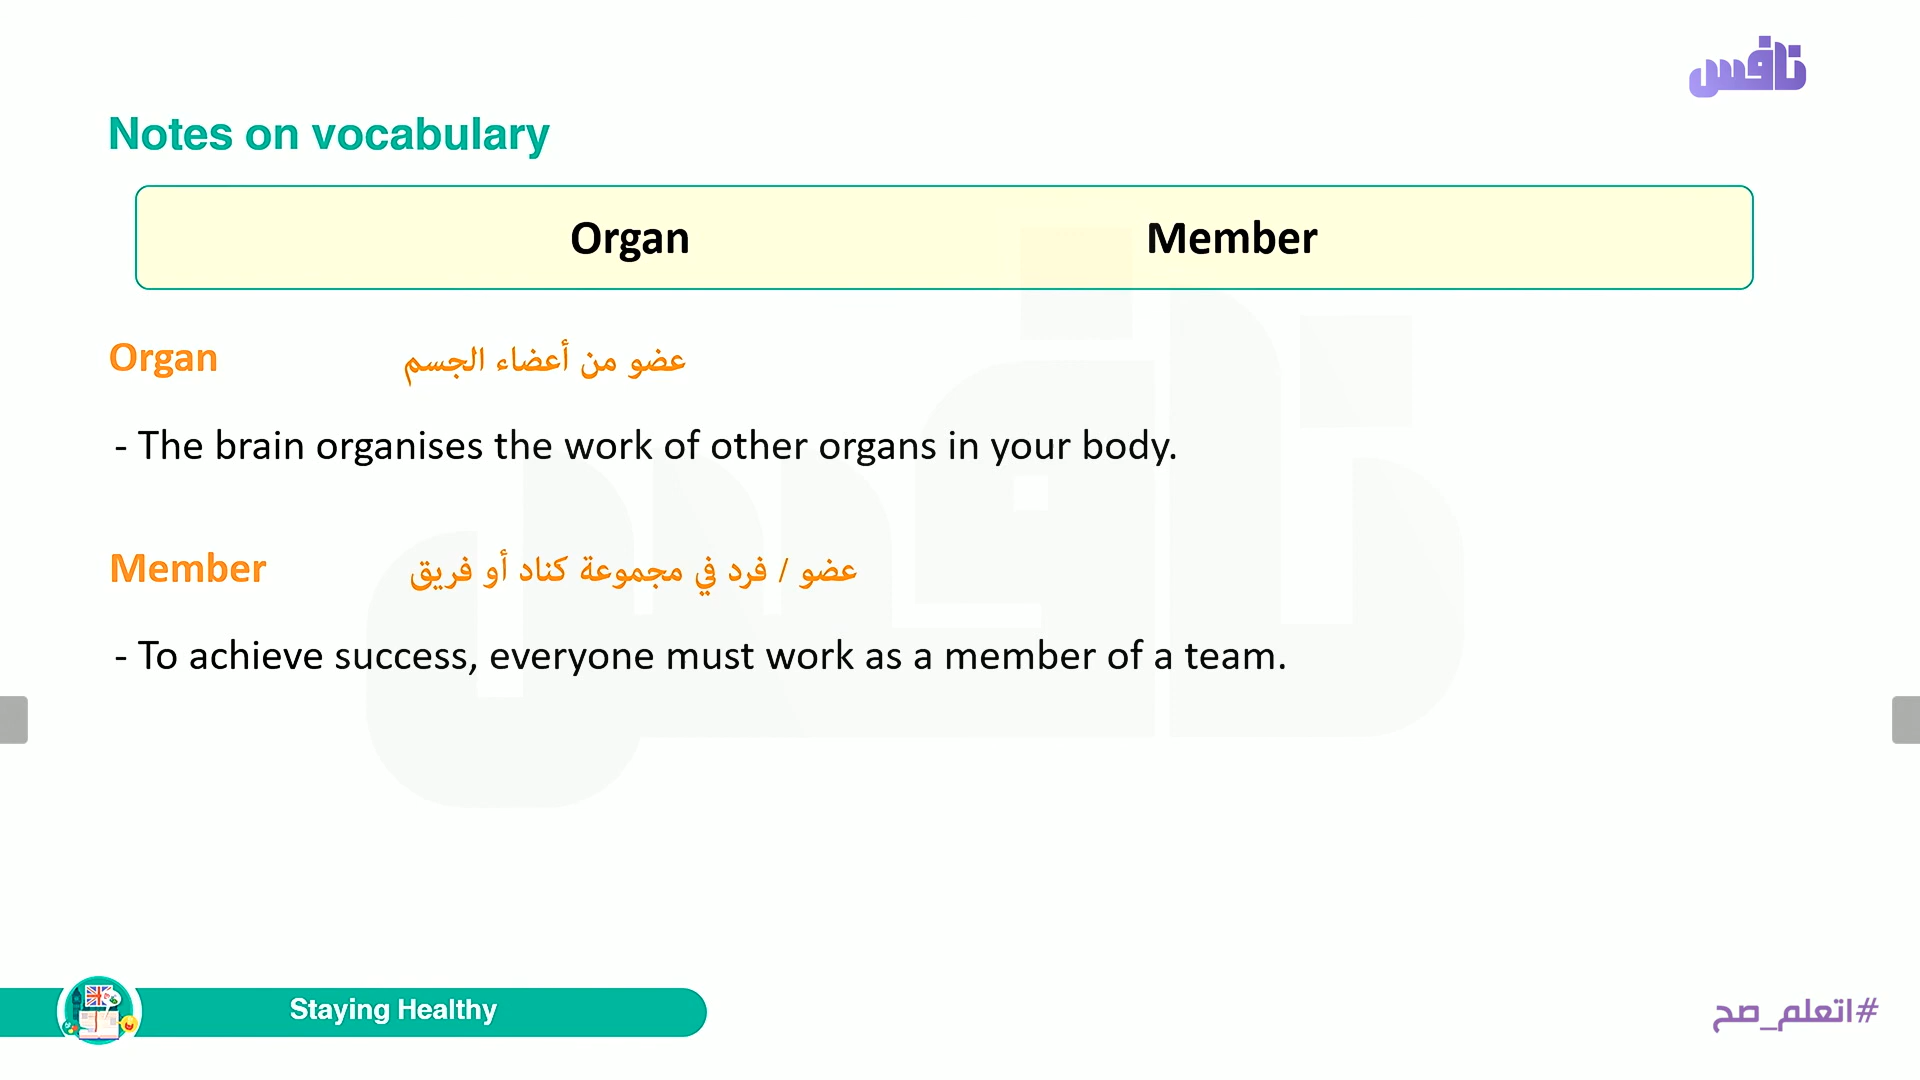 نافس
Notes on vocabulary
Organ Member
Organ عضو من أعضاء الجسم
- The brain organises the work of other organs in your body.
Member عضو / فرد في مجموعة كناد أو فريق
- To achieve success, everyone must work as a member of a team.
Staying Healthy
#اتعلم_صح